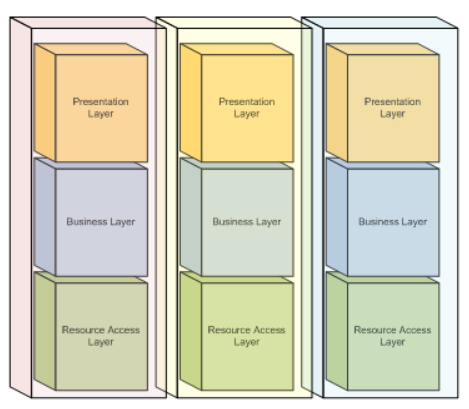 Presentation
Layer
Presentation
Layer
Presentation
Layer
Business Layer
Business Layer
Business Layer
Resource Access
Layer
Resource Access
Layer
Resource Access
Layer